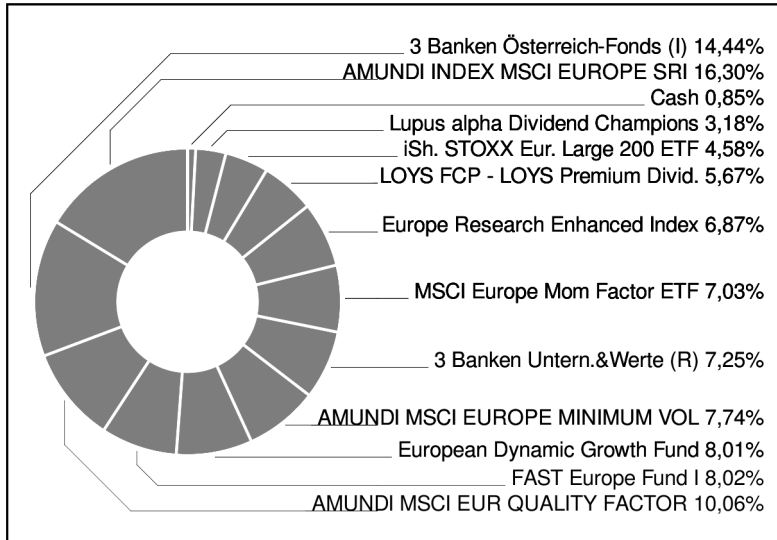 3 Banken Österreich-Fonds (I) 14,44%
AMUNDI INDEX MSCI EUROPE SRI 16,30%
Cash 0,85%
Lupus alpha Dividend Champions 3,18%
iSh. STOXX Eur. Large 200 ETF 4,58%
LOYS FCP - LOYS Premium Divid. 5,67%
Europe Research Enhanced Index 6,87%
MSCI Europe Mom Factor ETF 7,03%
3 Banken Untern.&Werte (R) 7,25%
AMUNDI MSCI EUROPE MINIMUM VOL 7,74%
European Dynamic Growth Fund 8,01%
FAST Europe Fund I 8,02%
AMUNDI MSCI EUR QUALITY FACTOR 10,06%